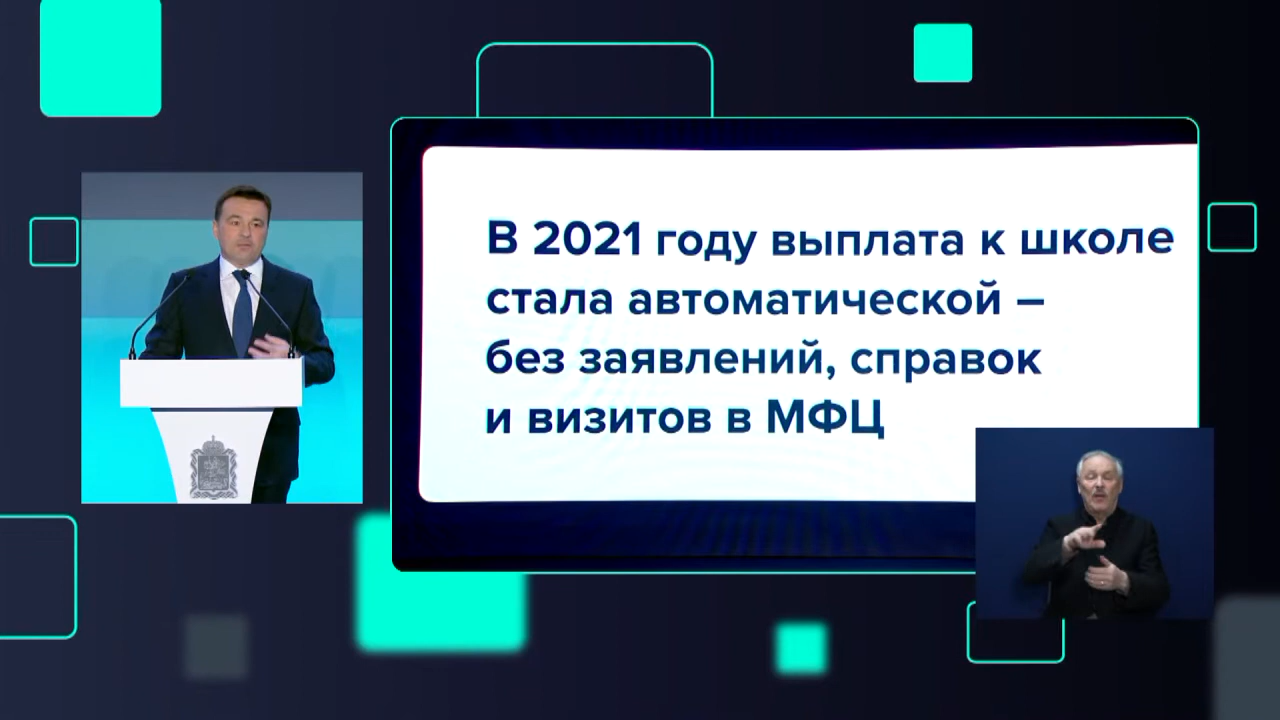 В 2021 году выплата к школе
стала автоматической –
без заявлений, справок
и визитов в МФЦ